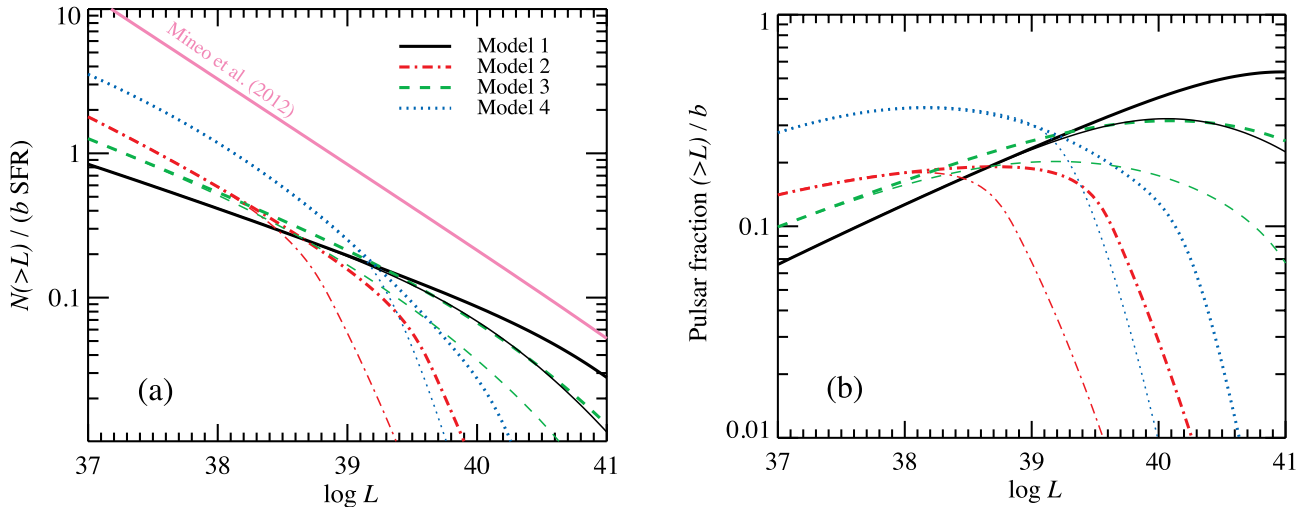 10
1
0.1
37
38
39
40
41
log L
N(>L) / (b SFR)
Mineo et al. (2012)
Model 1
Model 2
Model 3
Model 4
(a)
1
0.1
0.01
37
38
39
40
41
log L
Pulsar fraction (>L) / b
(b)